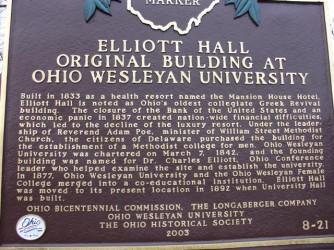 MARKER
ELLIOTT HALL
ORIGINAL BUILDING AT
OHIO WESLEYAN UNIVERSITY
Built in 1833 as a health resort named the Mansion House Hotel,
Elliott Hall is noted as Ohio's oldest collegiate Greek Revival
building. The closure of the Bank of the United States and an
economic panic in 1837 created nation-wide financial difficulties,
which led to the decline of the luxury resort. Under the leader-
ship of Reverend Adam Poe, minister of William Street Methodist
Church, the citizens of Delaware purchased the building for
the establishment of a Methodist college for men. Ohio Wesleyan
University was chartered on March 7, 1842, and the founding
building was named for Dr. Charles Elliott, Ohio Conference
leader who helped examine the site and establish the university.
In 1877, Ohio Wesleyan University and the Ohio Wesleyan Female
College merged into a co-educational institution. Elliott Hall
was moved to its present location in 1892 when University Hall
was built.
OHIO BICENTENNIAL COMMISSION, THE LONGABERGER COMPANY
OHIO WESLEYAN UNIVERSITY
THE OHIO HISTORICAL SOCIETY
2003
8-21
Ohio